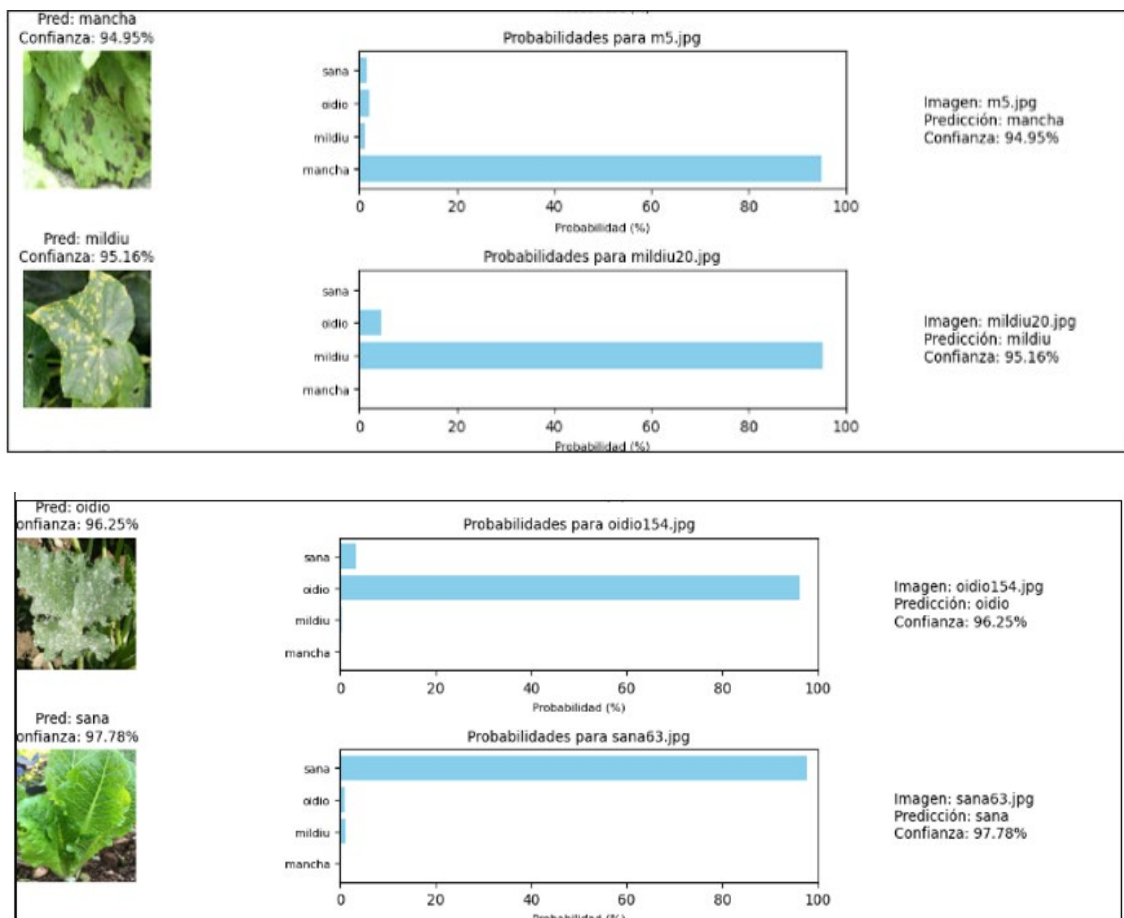 Pred: mancha
Confianza: 94.95%
Probabilidades para m5.jpg
sana
oidio
mildiu
mancha
0 20 40 60 80 100
Probabilidad (%)
Imagen: m5.jpg
Predicción: mancha
Confianza: 94.95%
Pred: mildiu
Confianza: 95.16%
Probabilidades para mildiu20.jpg
sana
oidio
mildiu
mancha
0 20 40 60 80 100
Probabilidad (%)
Imagen: mildiu20.jpg
Predicción: mildiu
Confianza: 95.16%
Pred: oidio
onfianza: 96.25%
Probabilidades para oidio154.jpg
sana
oidio
mildiu
mancha
0 20 40 60 80 100
Probabilidad (%)
Imagen: oidio154.jpg
Predicción: oidio
Confianza: 96.25%
Pred: sana
onfianza: 97.78%
Probabilidades para sana63.jpg
sana
oidio
mildiu
mancha
0 20 40 60 80 100
Probabilidad (%)
Imagen: sana63.jpg
Predicción: sana
Confianza: 97.78%